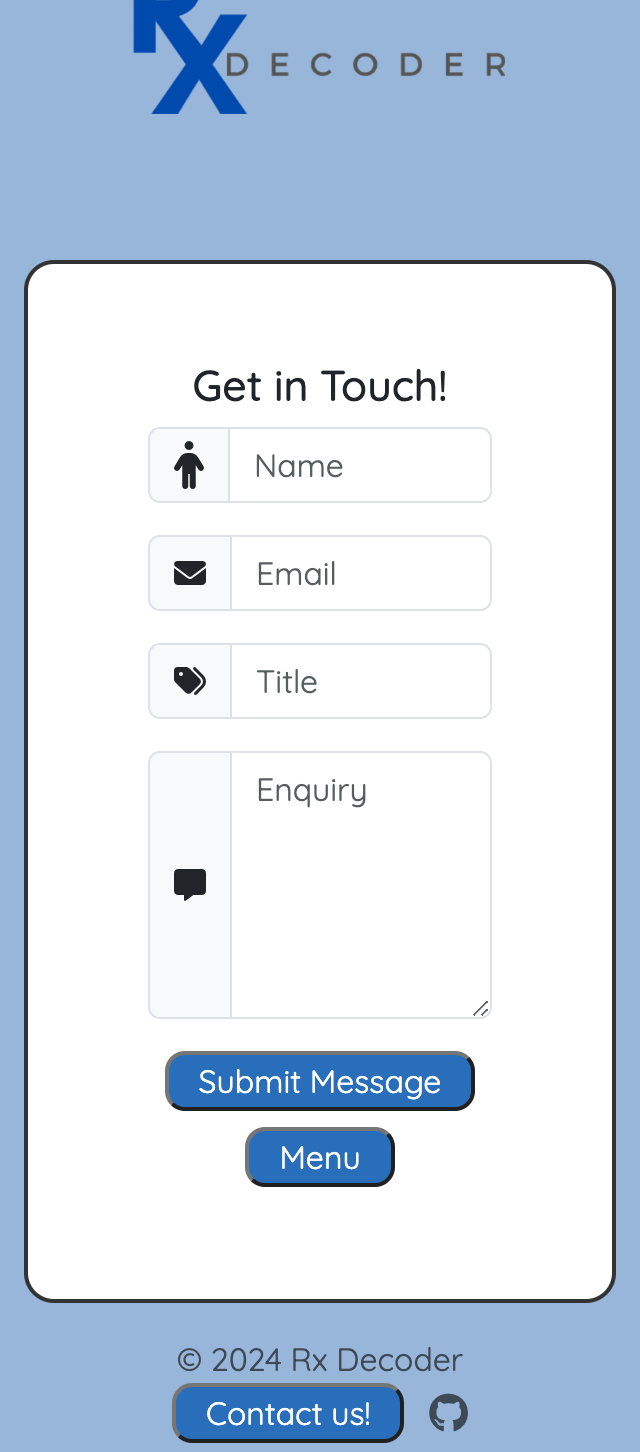 RX DECODER
Get in Touch!
Name
Email
Title
Enquiry
Submit Message
Menu
© 2024 Rx Decoder
Contact us!